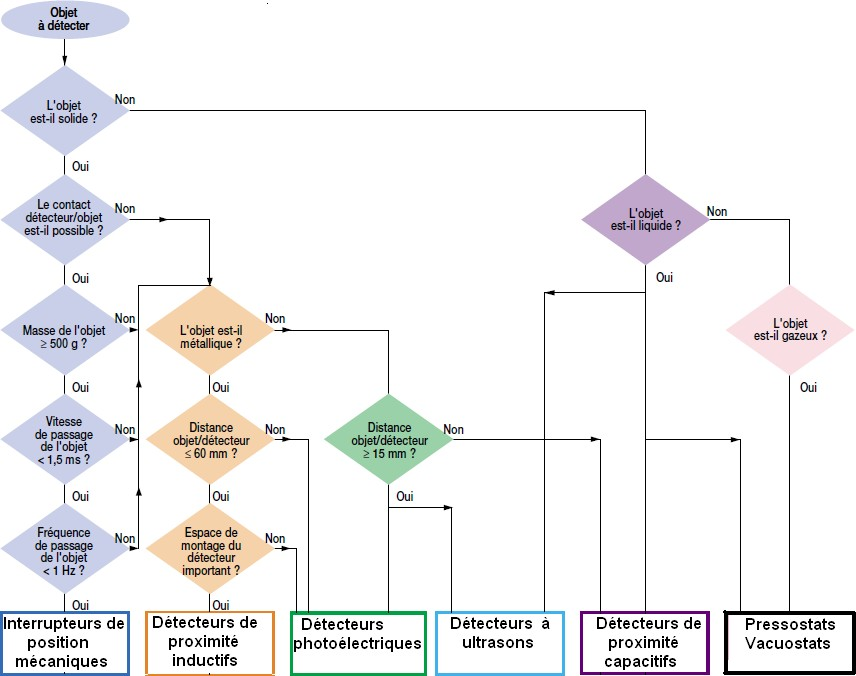 Objet
à détecter
L'objet
est-il solide ?
Non
Oui
Le contact
détecteur/objet
est-il possible ?
Non
Oui
L'objet
est-il liquide ?
Non
Oui
Masse de l'objet
≥ 500 g ?
Non
Oui
L'objet est-il
métallique ?
Non
Oui
L'objet
est-il gazeux ?
Oui
Vitesse
de passage
de l'objet
< 1,5 ms ?
Non
Oui
Distance
objet/détecteur
≤ 60 mm ?
Non
Oui
Distance
objet/détecteur
≥ 15 mm ?
Non
Oui
Fréquence
de passage
de l'objet
< 1 Hz ?
Non
Oui
Espace de
montage du
détecteur
important ?
Non
Oui
Interrupteurs de
position
mécaniques
Détecteurs de
proximité
inductifs
Détecteurs
photoélectriques
Détecteurs à
ultrasons
Détecteurs de
proximité
capacitifs
Pressostats
Vacuostats